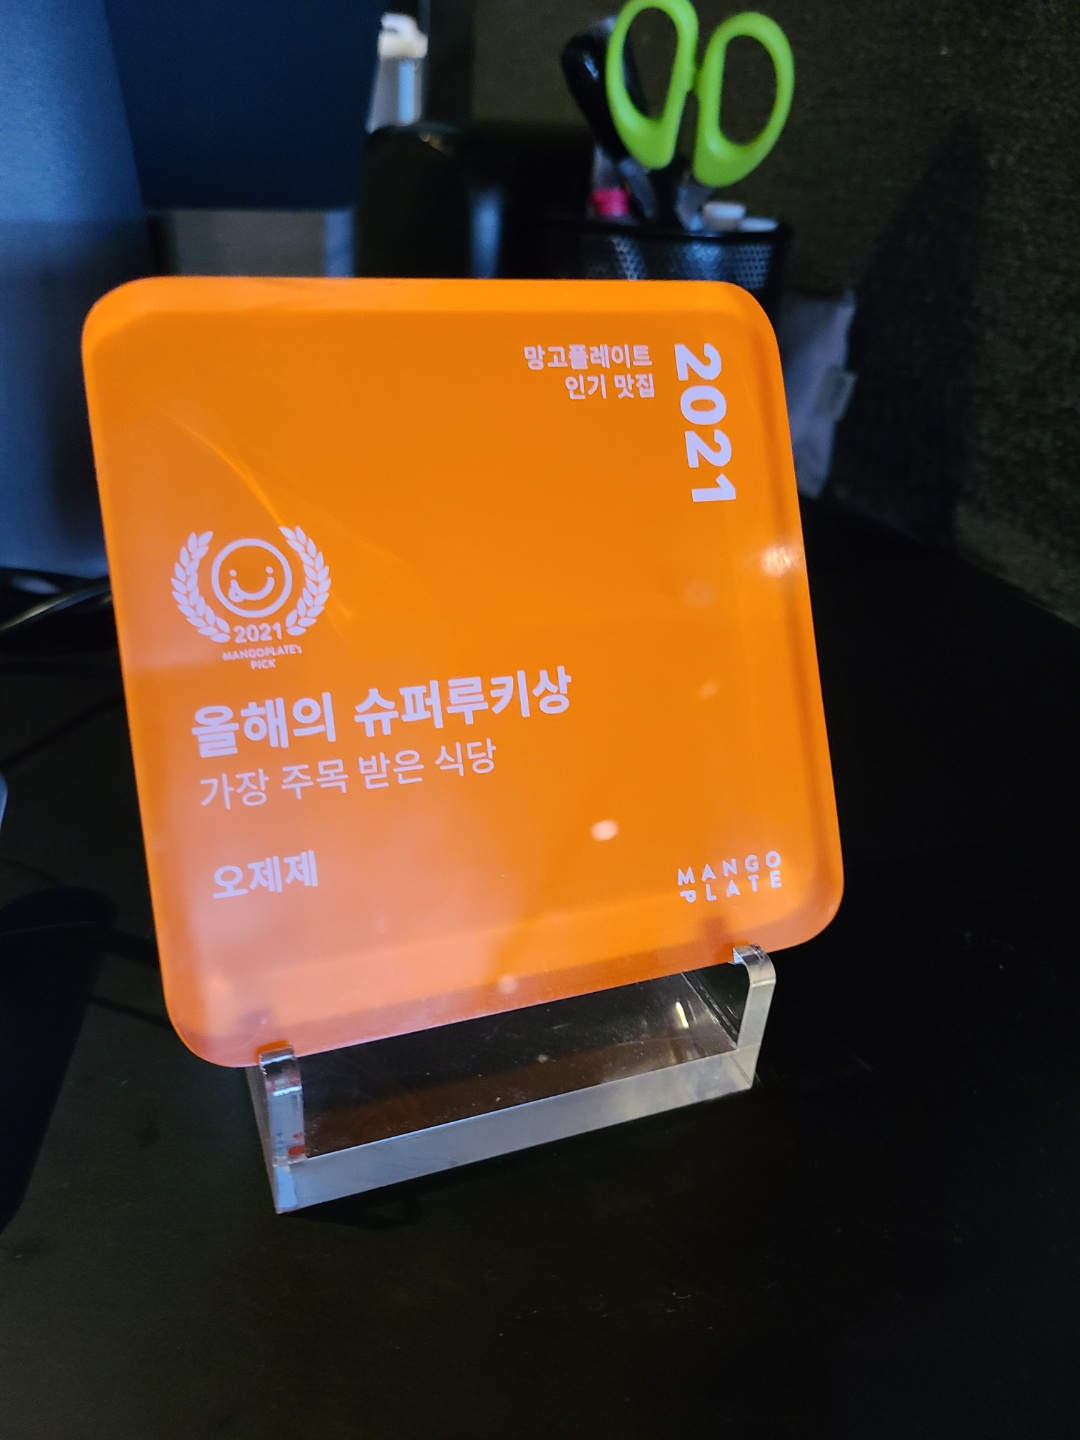 망고플레이트
인기 맛집
2021
2021
MANGOPLATE's
PICK
올해의 슈퍼루키상
가장 주목 받은 식당
오제제
MANGO
PLATE